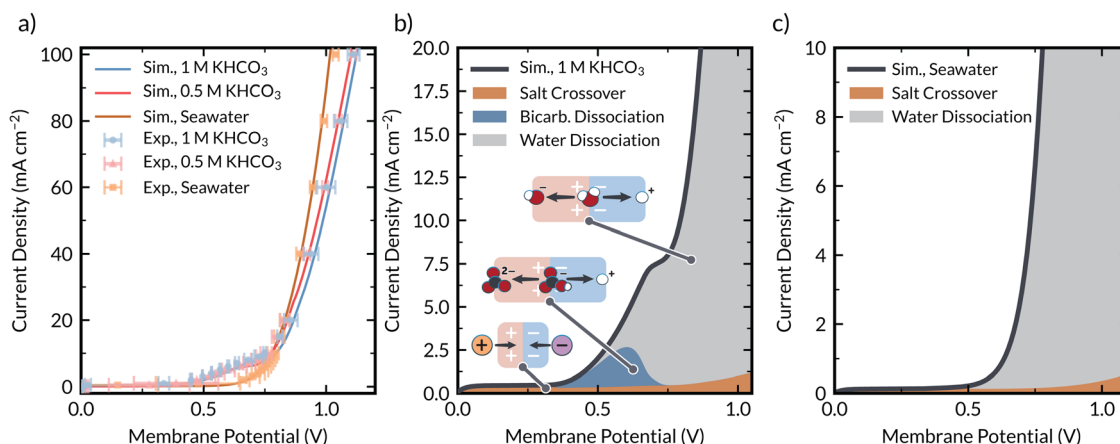 a)
100
80
60
40
20
0
0.0
0.5
1.0
Current Density (mA cm⁻²)
Membrane Potential (V)
Sim., 1 M KHCO₃
Sim., 0.5 M KHCO₃
Sim., Seawater
Exp., 1 M KHCO₃
Exp., 0.5 M KHCO₃
Exp., Seawater
b)
20.0
17.5
15.0
12.5
10.0
7.5
5.0
2.5
0.0
0.0
0.5
1.0
Current Density (mA cm⁻²)
Membrane Potential (V)
Sim., 1 M KHCO₃
Salt Crossover
Bicarb. Dissociation
Water Dissociation
− + − +
+ −
2− + − − +
+
+ + − −
+ −
c)
10
8
6
4
2
0
0.0
0.5
1.0
Current Density (mA cm⁻²)
Membrane Potential (V)
Sim., Seawater
Salt Crossover
Water Dissociation